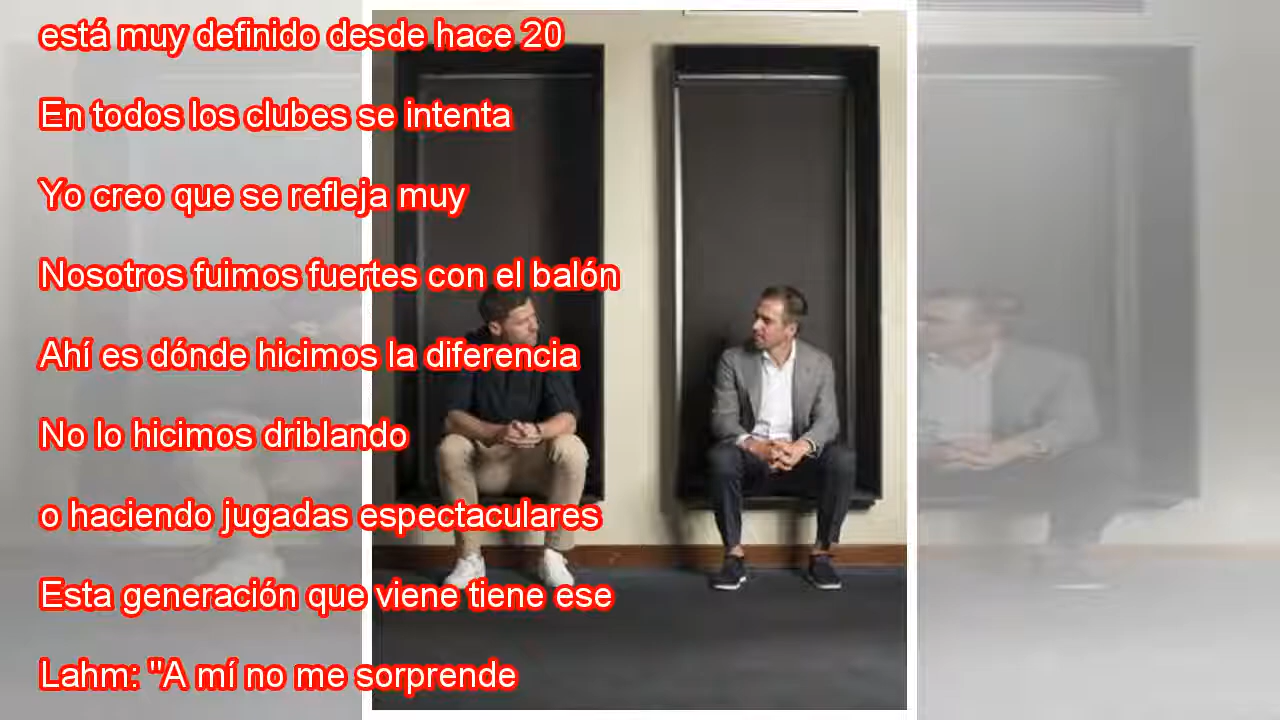 está muy definido desde hace 20
En todos los clubes se intenta
Yo creo que se refleja muy
Nosotros fuimos fuertes con el balón
Ahí es dónde hicimos la diferencia
No lo hicimos driblando
o haciendo jugadas espectaculares
Esta generación que viene tiene ese
Lahm: "A mí no me sorprende